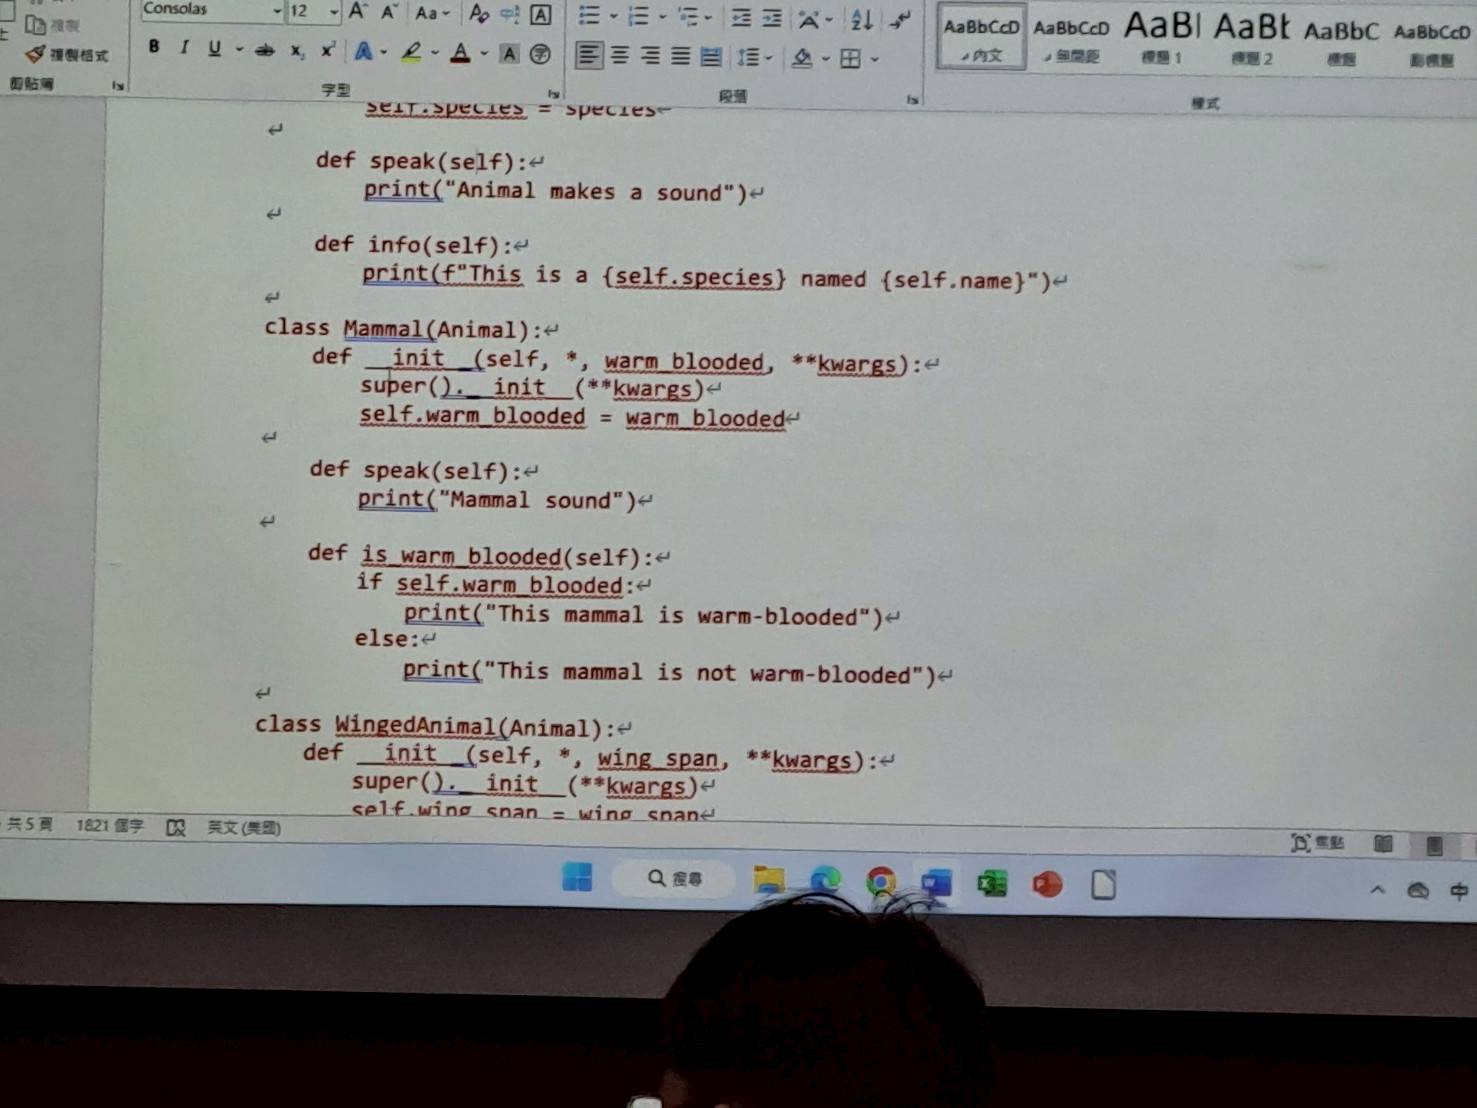 複製
Consolas 12 A A Aa A A
複製格式
B I U ab x x² A A A 字
剪貼簿
字型
段落
樣式
AaBbCcD AaBbCcD AaB AaBb AaBbC AaBbCcD
內文 無間距 標題 1 標題 2 標題 副標題
self.species = species
def speak(self):
print("Animal makes a sound")
def info(self):
print(f"This is a {self.species} named {self.name}")
class Mammal(Animal):
def __init__(self, *, warm_blooded, **kwargs):
super().__init__(**kwargs)
self.warm_blooded = warm_blooded
def speak(self):
print("Mammal sound")
def is_warm_blooded(self):
if self.warm_blooded:
print("This mammal is warm-blooded")
else:
print("This mammal is not warm-blooded")
class WingedAnimal(Animal):
def __init__(self, *, wing_span, **kwargs):
super().__init__(**kwargs)
self.wing_span = wing_span
共 5 頁 1821 個字 英文 (美國)
焦點
搜尋
中